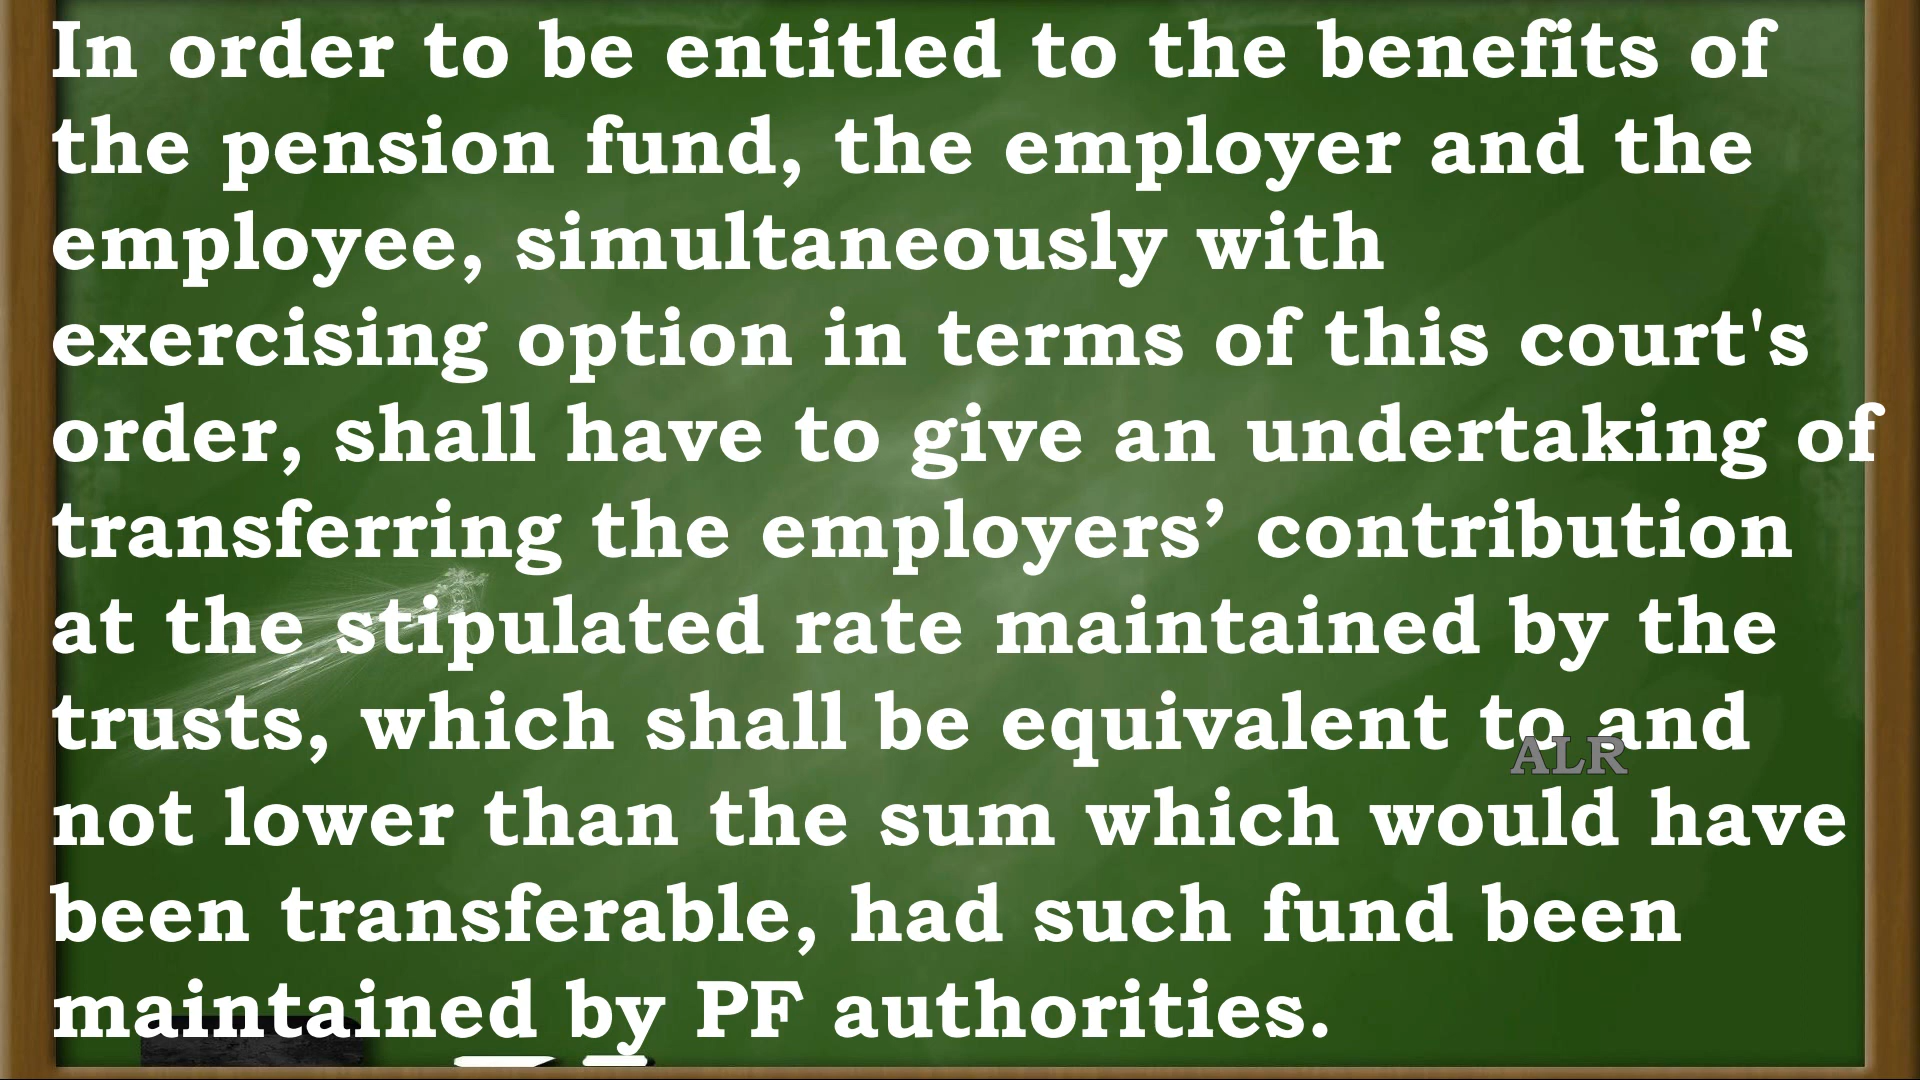 In order to be entitled to the benefits of
the pension fund, the employer and the
employee, simultaneously with
exercising option in terms of this court's
order, shall have to give an undertaking of
transferring the employers’ contribution
at the stipulated rate maintained by the
trusts, which shall be equivalent to and
ALR
not lower than the sum which would have
been transferable, had such fund been
maintained by PF authorities.